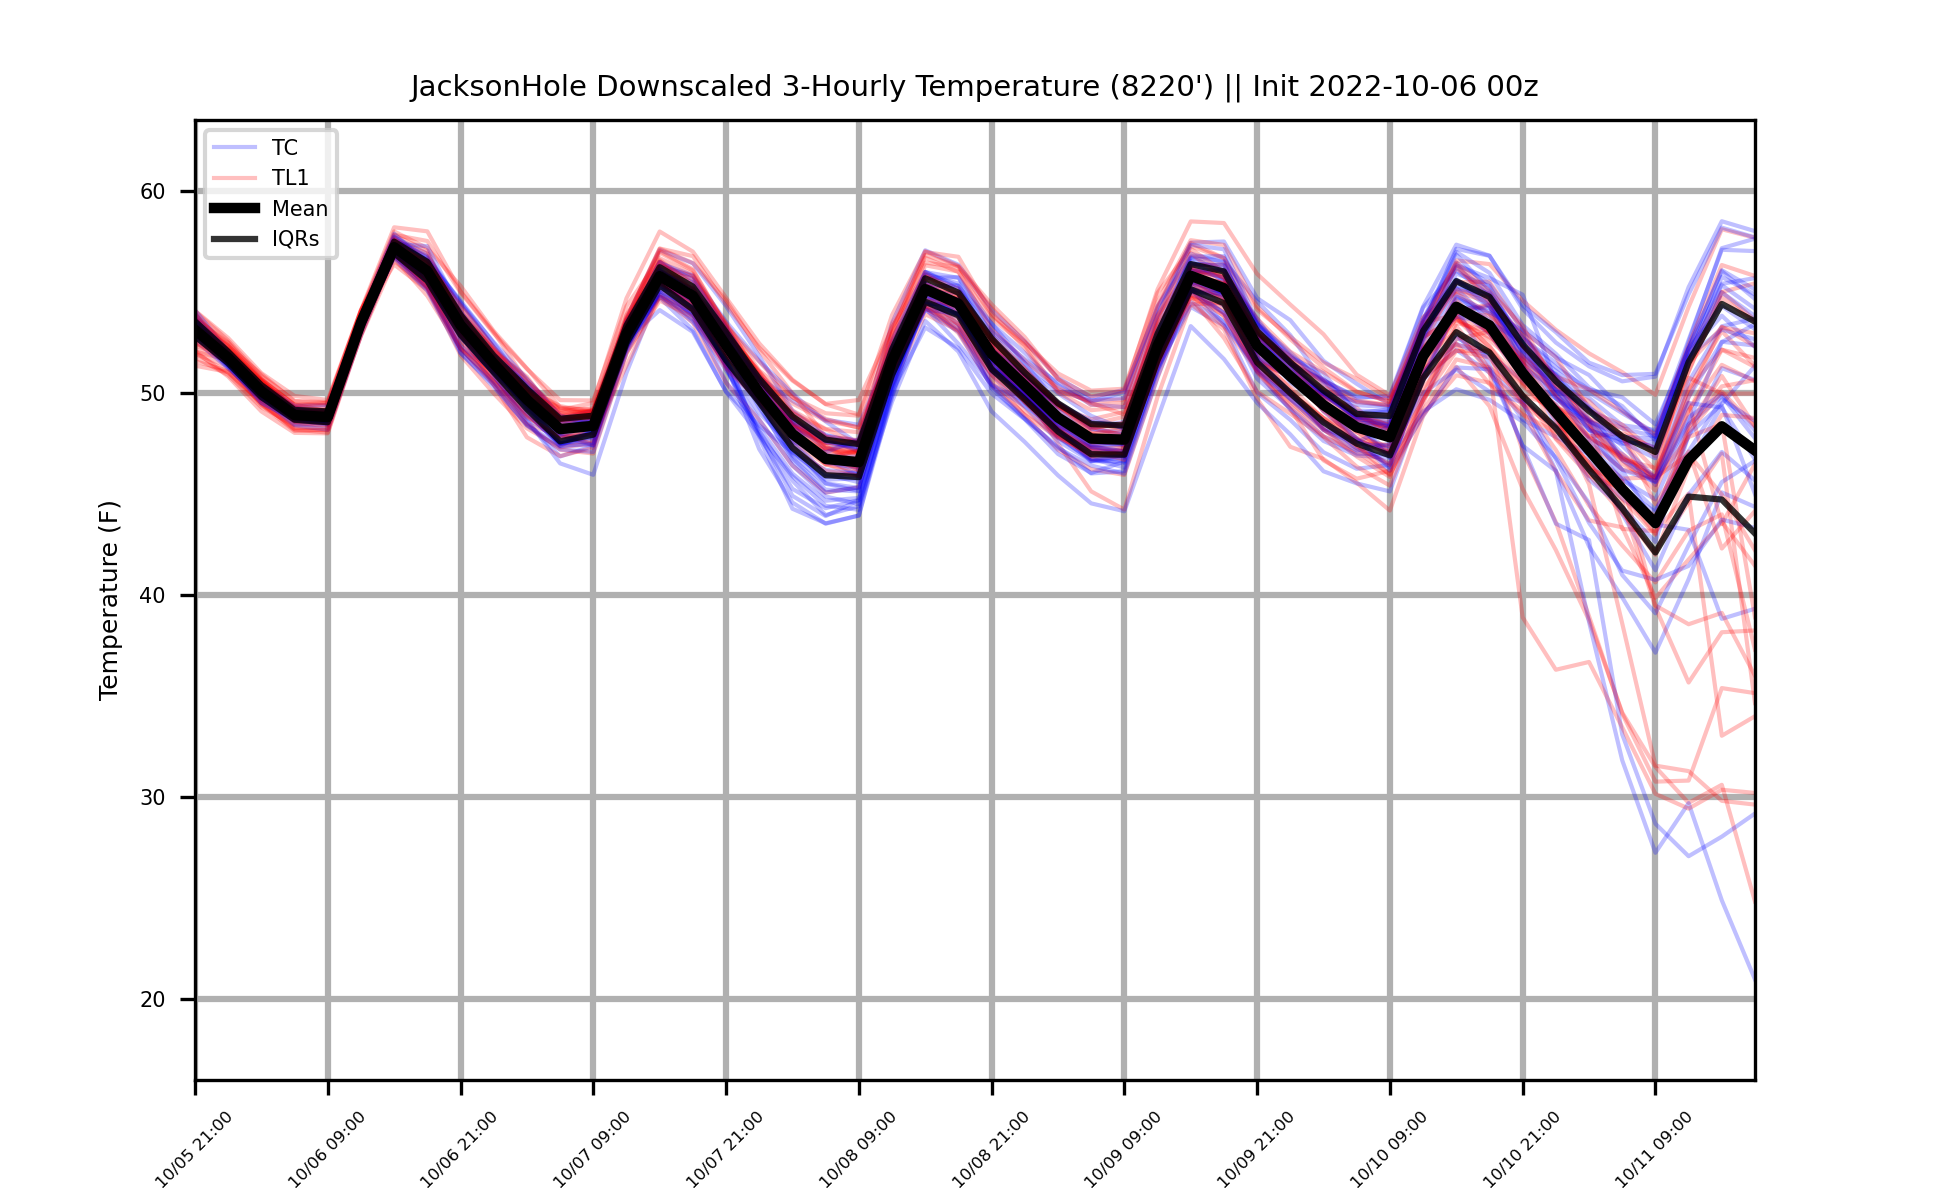 JacksonHole Downscaled 3-Hourly Temperature (8220') || Init 2022-10-06 00z
TC
TL1
Mean
IQRs
Temperature (F)
60
50
40
30
20
10/05 21:00
10/06 09:00
10/06 21:00
10/07 09:00
10/07 21:00
10/08 09:00
10/08 21:00
10/09 09:00
10/09 21:00
10/10 09:00
10/10 21:00
10/11 09:00